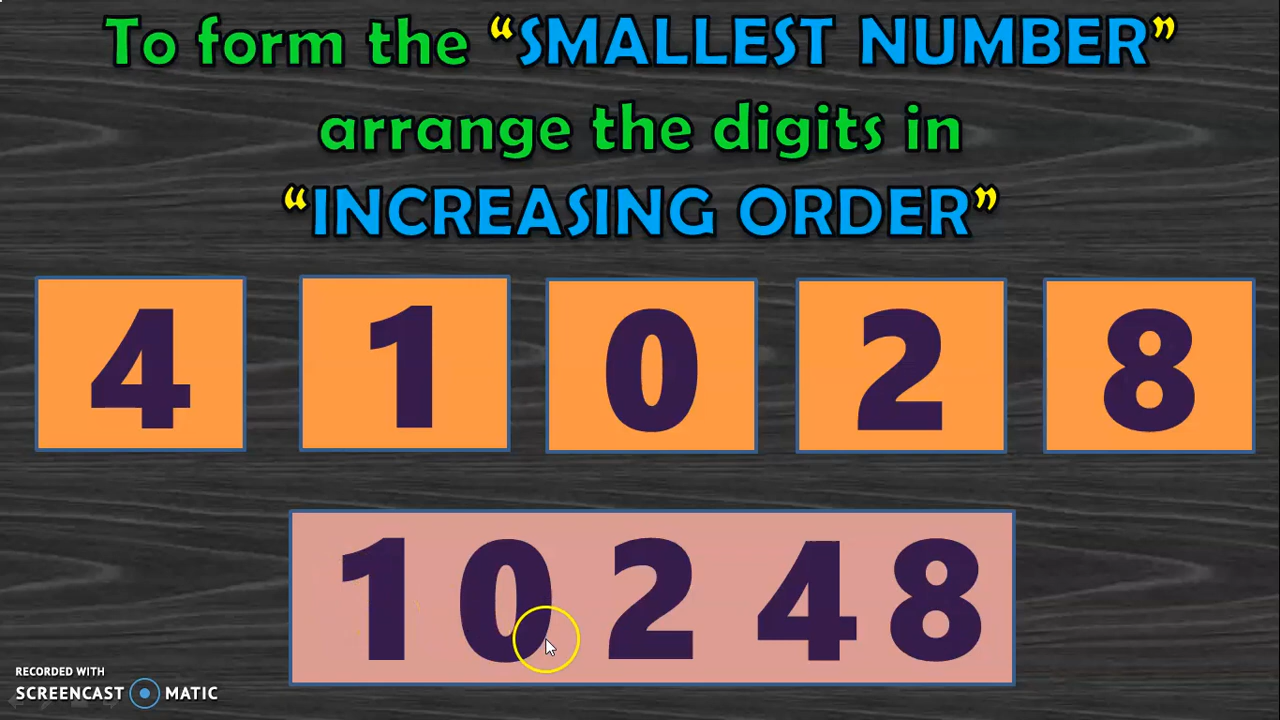 To form the “SMALLEST NUMBER”
arrange the digits in
“INCREASING ORDER”
4 1 0 2 8
1 0 2 4 8
RECORDED WITH
SCREENCAST MATIC